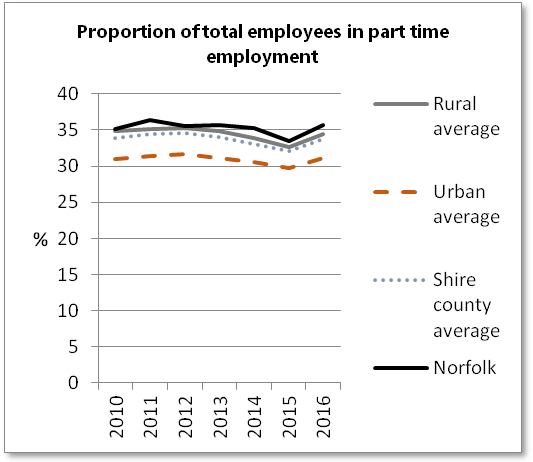 Proportion of total employees in part time
employment
40
35
30
25
20
15
10
5
0
%
2010
2011
2012
2013
2014
2015
2016
Rural
average
Urban
average
Shire
county
average
Norfolk